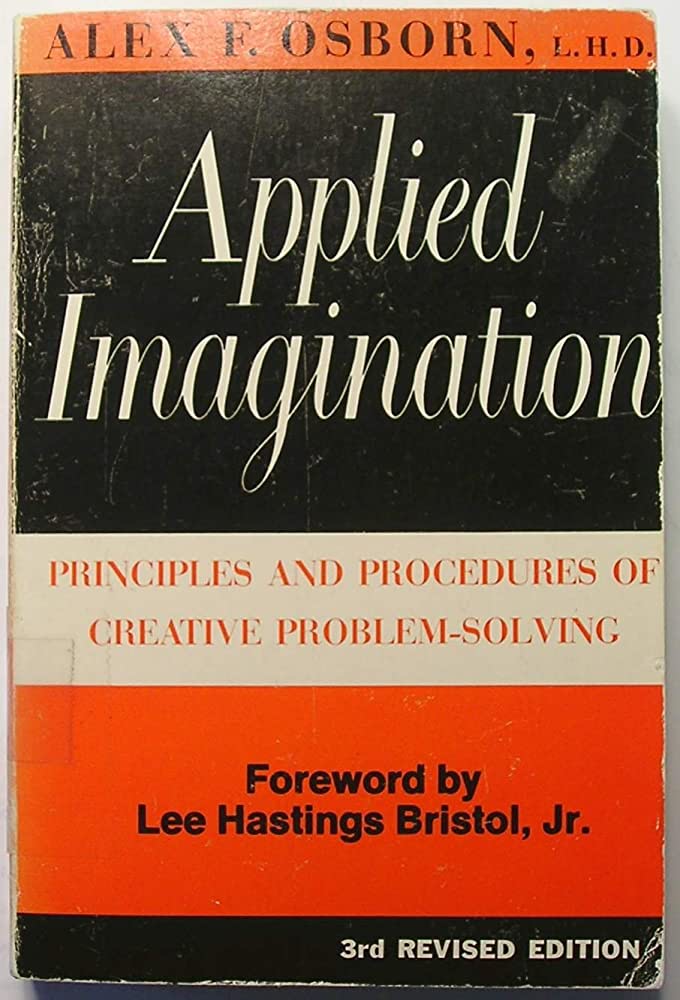 ALEX F. OSBORN, L.H.D.
Applied
Imagination
PRINCIPLES AND PROCEDURES OF
CREATIVE PROBLEM-SOLVING
Foreword by
Lee Hastings Bristol, Jr.
3rd REVISED EDITION